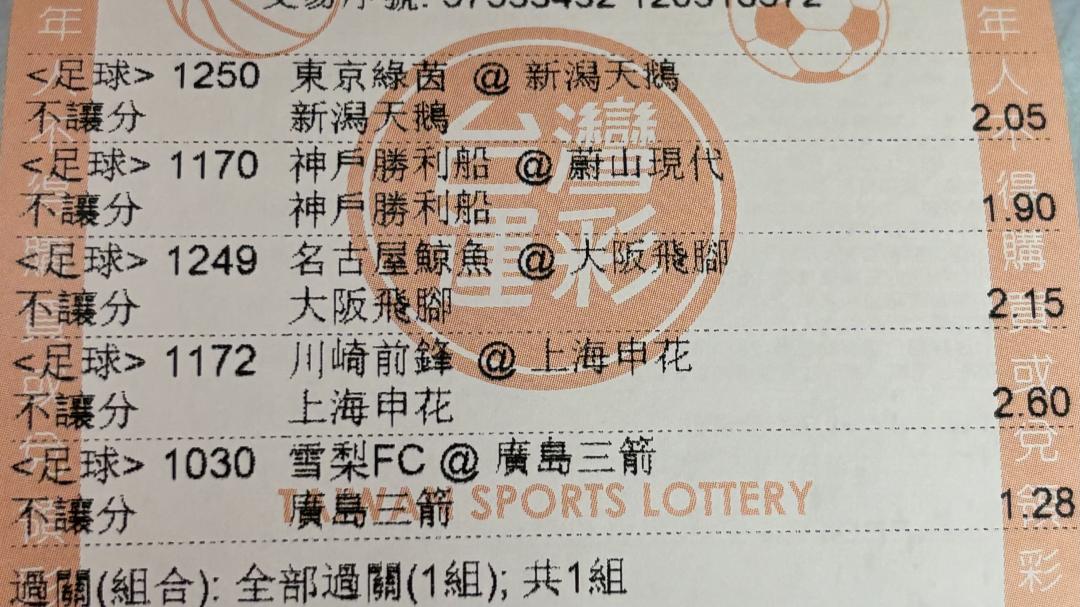 <足球> 1250 東京綠茵 @ 新潟天鵝
不讓分 新潟天鵝 2.05
<足球> 1170 神戶勝利船 @ 蔚山現代
不讓分 神戶勝利船 1.90
<足球> 1249 名古屋鯨魚 @ 大阪飛腳
不讓分 大阪飛腳 2.15
<足球> 1172 川崎前鋒 @ 上海申花
不讓分 上海申花 2.60
<足球> 1030 雪梨FC @ 廣島三箭
不讓分 廣島三箭 1.28
過關(組合): 全部過關(1組); 共1組
台灣
運彩
TAIWAN SPORTS LOTTERY